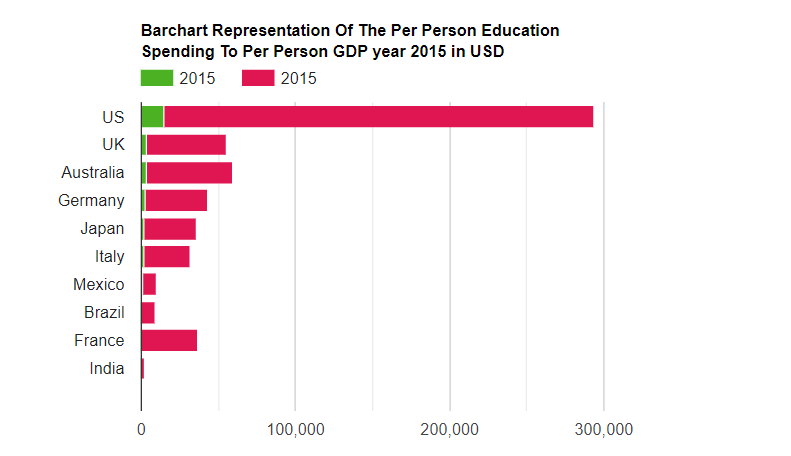 Barchart Representation Of The Per Person Education
Spending To Per Person GDP year 2015 in USD
2015 2015
US
UK
Australia
Germany
Japan
Italy
Mexico
Brazil
France
India
0 100,000 200,000 300,000